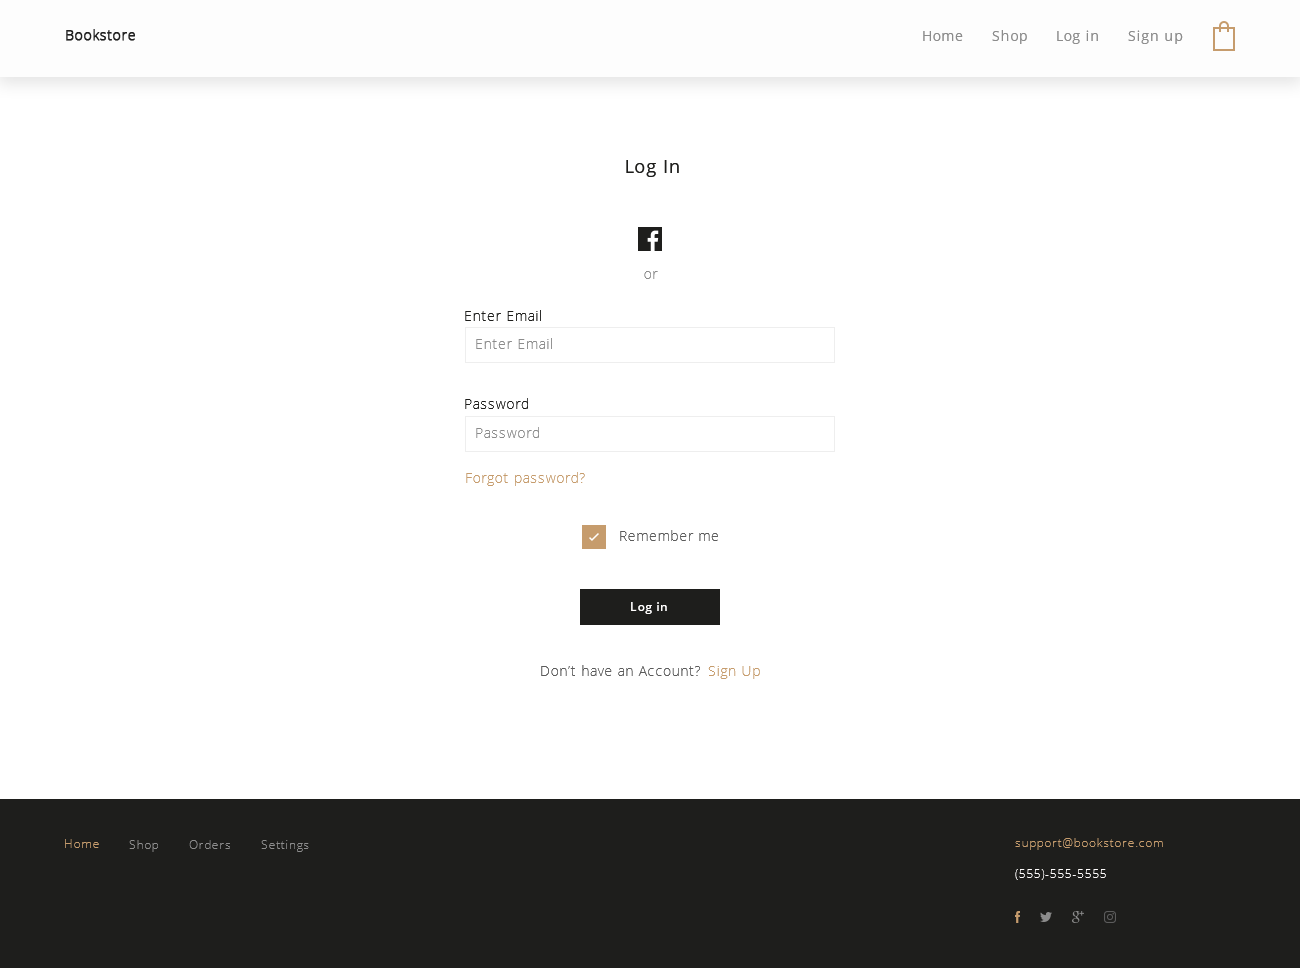 Bookstore
Home Shop Log in Sign up
Log In
or
Enter Email
Enter Email
Password
Password
Forgot password?
Remember me
Log in
Don’t have an Account? Sign Up
Home Shop Orders Settings
support@bookstore.com
(555)-555-5555